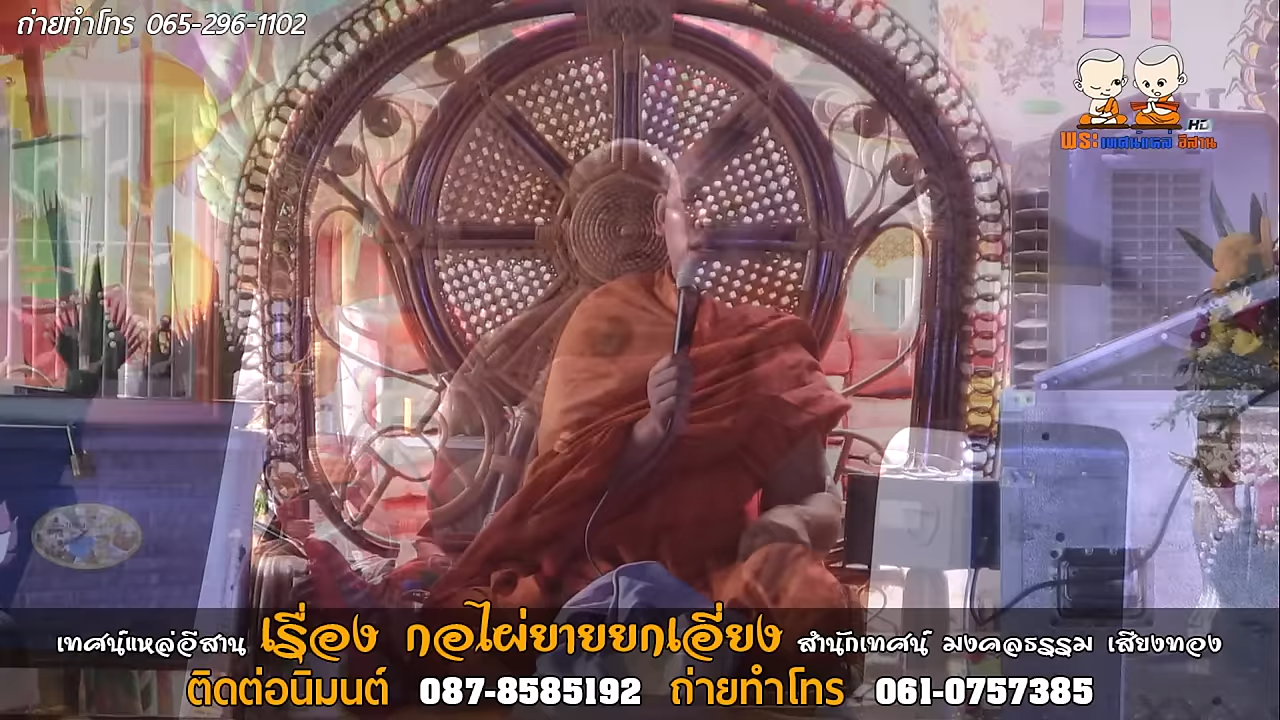 ถ่ายทำโทร 065-296-1102
HD
พระเทศน์แหล่อีสาน
เทศน์แหล่อีสาน เรื่อง กอไผ่ยายยกเอี่ยง สำนักเทศน์ มงคลธรรม เสียงทอง
ติดต่อนิมนต์ 087-8585192 ถ่ายทำโทร 061-0757385